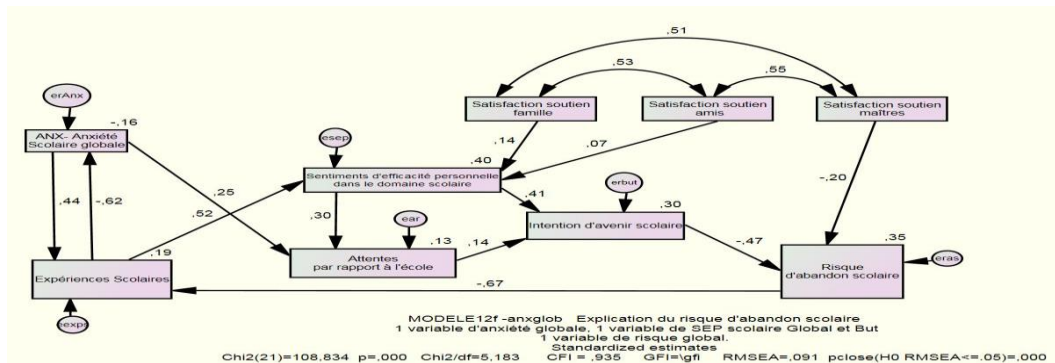 ,51
,53
,55
erAnx
Satisfaction soutien
famille
Satisfaction soutien
amis
Satisfaction soutien
maîtres
-,16
ANX- Anxiété
Scolaire globale
esep
,14
,07
,40
Sentiments d'efficacité personnelle
dans le domaine scolaire
-,20
,25
,44
-,62
,52
,30
,41
erbut
,30
Intention d'avenir scolaire
ear
,13
,14
Attentes
par rapport à l'école
-,47
,35
Risque
d'abandon scolaire
eras
,19
Expériences Scolaires
-,67
eexps
MODELE12f -anxglob Explication du risque d'abandon scolaire
1 variable d'anxiété globale, 1 variable de SEP scolaire Global et But
1 variable de risque global.
Standardized estimates
Chi2(21)=108,834 p=,000 Chi2/df=5,183 CFI = ,935 GFI=\gfi RMSEA=,091 pclose(H0 RMSEA<=,05)=,000